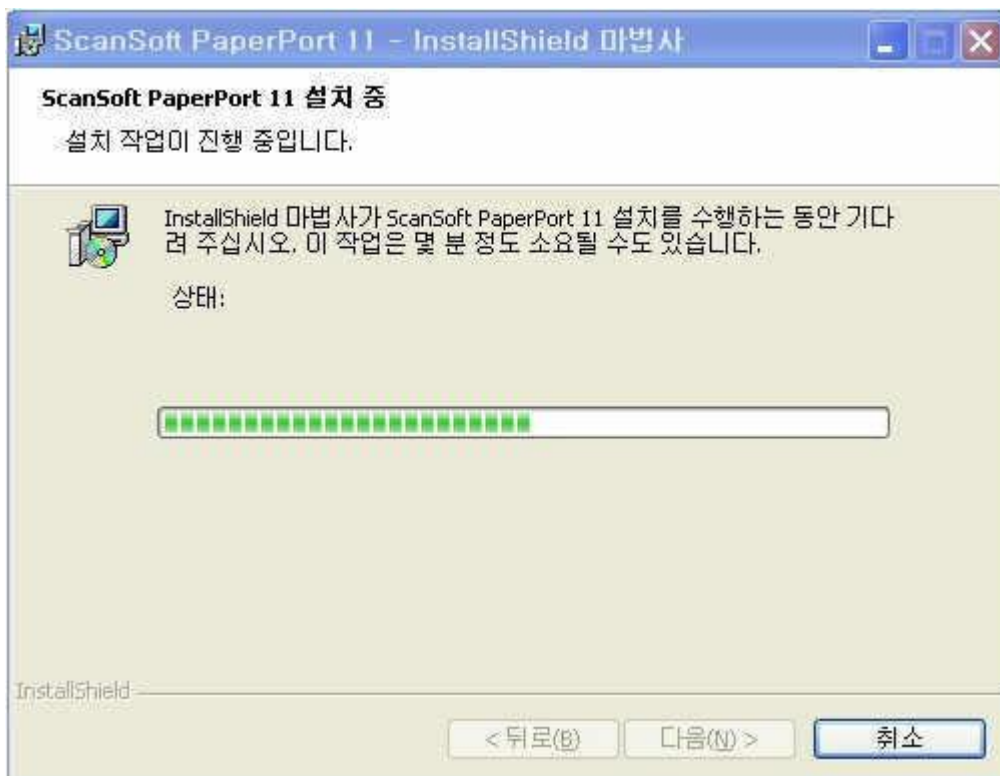 ScanSoft PaperPort 11 - InstallShield 마법사
ScanSoft PaperPort 11 설치 중
설치 작업이 진행 중입니다.
InstallShield 마법사가 ScanSoft PaperPort 11 설치를 수행하는 동안 기다
려 주십시오. 이 작업은 몇 분 정도 소요될 수도 있습니다.
상태:
InstallShield
< 뒤로(B)
다음(N) >
취소